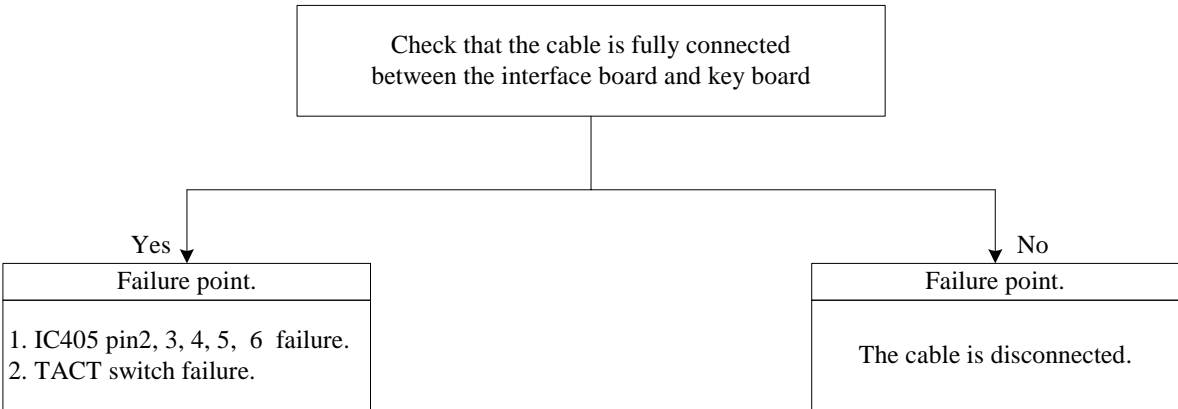 Check that the cable is fully connected
between the interface board and key board
Yes
No
Failure point.
1. IC405 pin2, 3, 4, 5, 6 failure.
2. TACT switch failure.
Failure point.
The cable is disconnected.